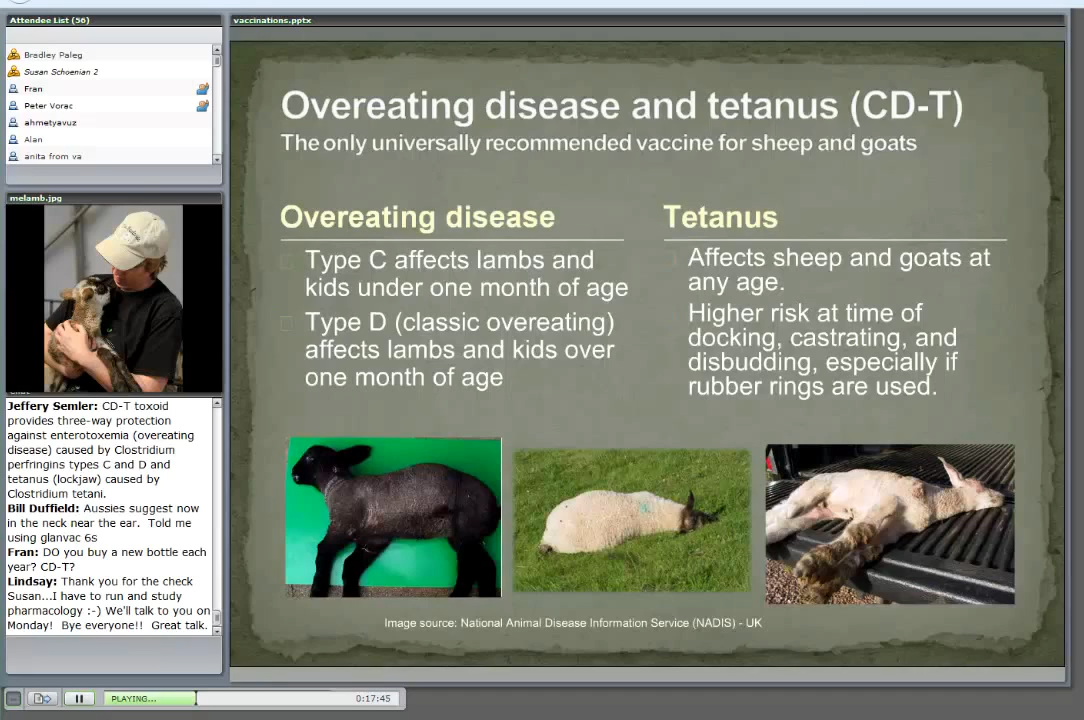 Attendee List (56)
Bradley Paleg
Susan Schoenian 2
Fran
Peter Vorac
ahmetyavuz
Alan
anita from va
melamb.jpg
Jeffery Semler: CD-T toxoid
provides three-way protection
against enterotoxemia (overeating
disease) caused by Clostridium
perfringins types C and D and
tetanus (lockjaw) caused by
Clostridium tetani.
Bill Duffield: Aussies suggest now
in the neck near the ear. Told me
using glanvac 6s
Fran: DO you buy a new bottle each
year? CD-T?
Lindsay: Thank you for the check
Susan...I have to run and study
pharmacology :-) We'll talk to you on
Monday! Bye everyone!! Great talk.
vaccinations.pptx
Overeating disease and tetanus (CD-T)
The only universally recommended vaccine for sheep and goats
Overeating disease
Type C affects lambs and
kids under one month of age
Type D (classic overeating)
affects lambs and kids over
one month of age
Tetanus
Affects sheep and goats at
any age.
Higher risk at time of
docking, castrating, and
disbudding, especially if
rubber rings are used.
Image source: National Animal Disease Information Service (NADIS) - UK
PLAYING...
0:17:45